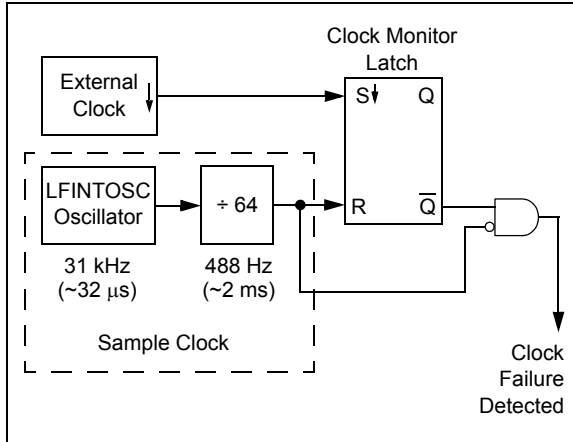 Clock Monitor
Latch
External
Clock
S
Q
LFINTOSC
Oscillator
÷ 64
R
Q̅
31 kHz
(~32 μs)
488 Hz
(~2 ms)
Sample Clock
Clock
Failure
Detected